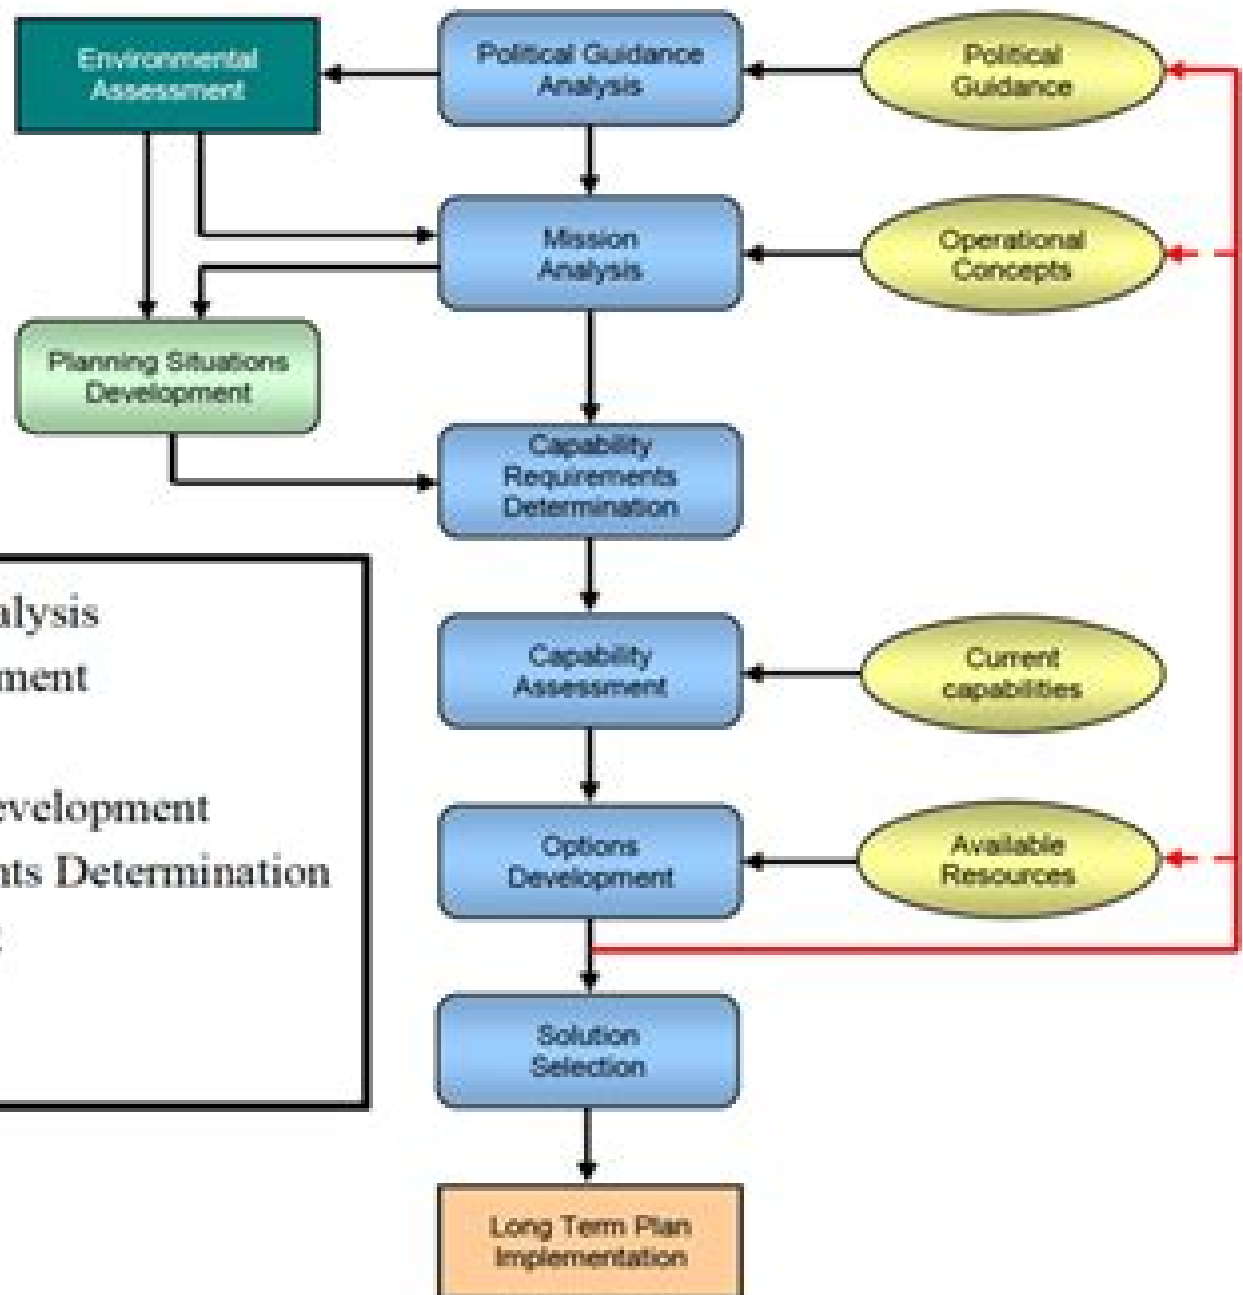 Environmental
Assessment
Political Guidance
Analysis
Political
Guidance
Mission
Analysis
Operational
Concepts
Planning Situations
Development
Capability
Requirements
Determination
alysis
ment
evelopment
nts Determination
Capability
Assessment
Current
capabilities
Options
Development
Available
Resources
Solution
Selection
Long Term Plan
Implementation